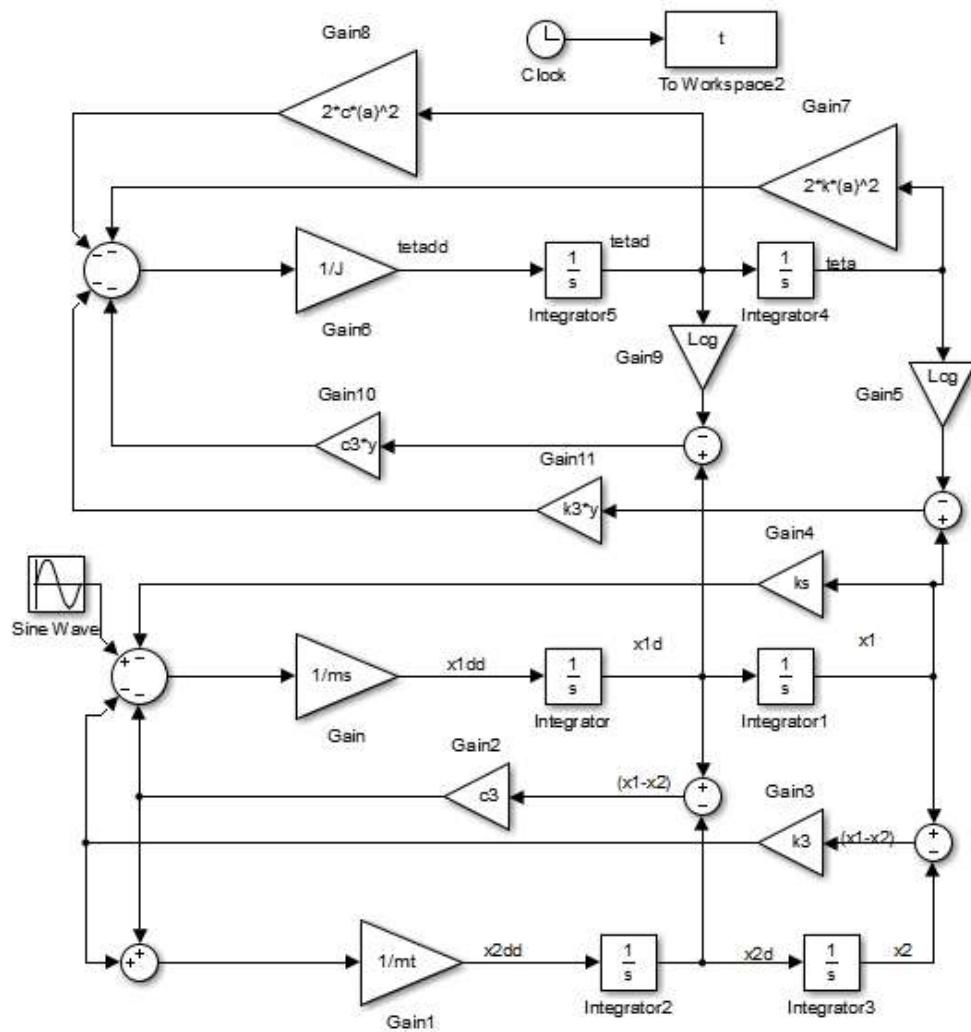 Gain8
2*c*(a)^2
Clock
t
To Workspace2
Gain7
2*k*(a)^2
1/J
Gain6
tetadd
1
s
Integrator5
tetad
1
s
Integrator4
teta
Lcg
Gain9
Lcg
Gain5
Gain10
c3*y
Gain11
k3*y
Gain4
ks
Sine Wave
1/ms
Gain
x1dd
1
s
Integrator
x1d
1
s
Integrator1
x1
Gain2
c3
(x1-x2)
Gain3
k3
(x1-x2)
1/mt
Gain1
x2dd
1
s
Integrator2
x2d
1
s
Integrator3
x2